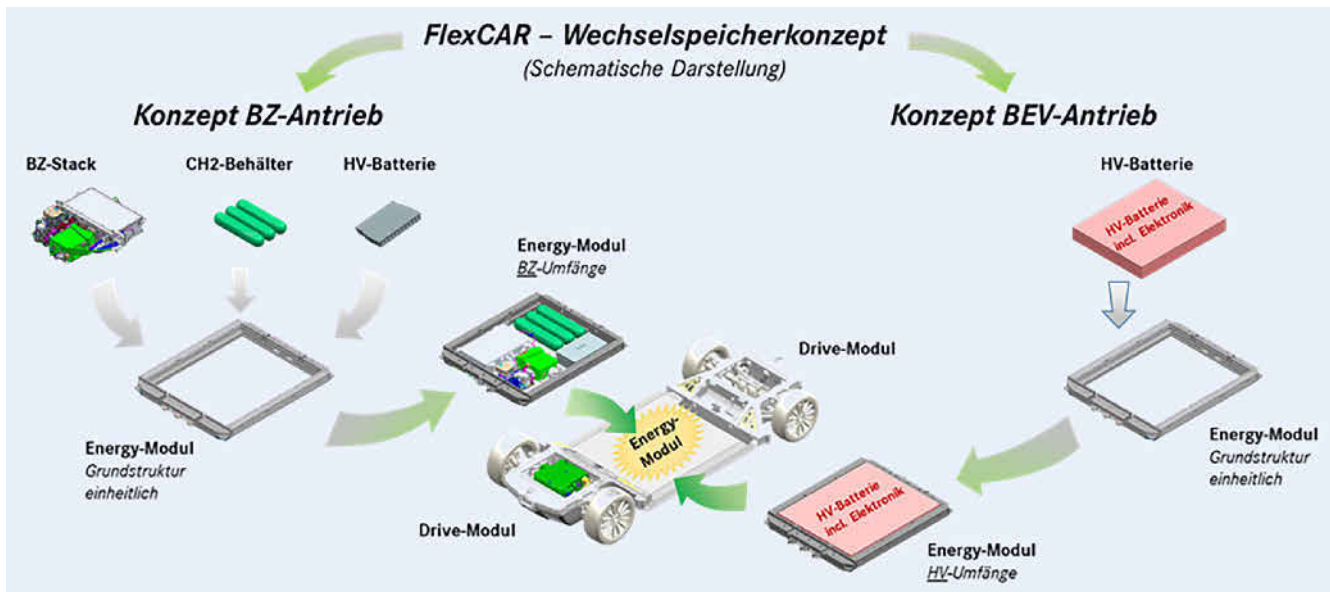 FlexCAR – Wechselspeicherkonzept
(Schematische Darstellung)
Konzept BZ-Antrieb
Konzept BEV-Antrieb
BZ-Stack
CH2-Behälter
HV-Batterie
HV-Batterie
HV-Batterie
incl. Elektronik
Energy-Modul
BZ-Umfänge
Drive-Modul
Energy-
Modul
Energy-Modul
Grundstruktur
einheitlich
Energy-Modul
Grundstruktur
einheitlich
HV-Batterie
incl. Elektronik
Drive-Modul
Energy-Modul
HV-Umfänge